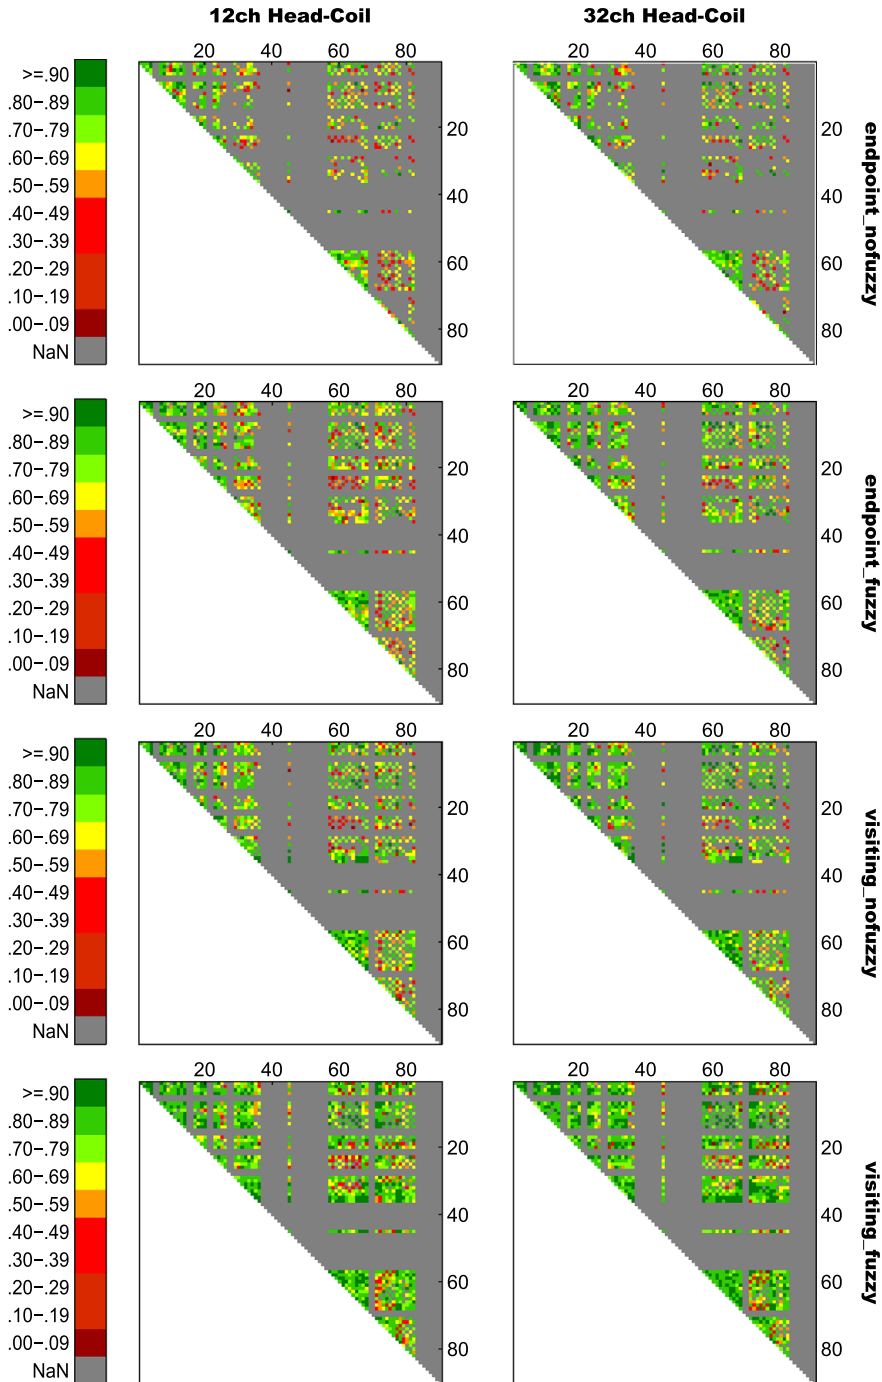 12ch Head-Coil 32ch Head-Coil
20 40 60 80 20 40 60 80
>=.90
.80-.89
.70-.79
.60-.69
.50-.59
.40-.49
.30-.39
.20-.29
.10-.19
.00-.09
NaN
20 40 60 80
20 40 60 80
endpoint_nofuzzy
20 40 60 80 20 40 60 80
>=.90
.80-.89
.70-.79
.60-.69
.50-.59
.40-.49
.30-.39
.20-.29
.10-.19
.00-.09
NaN
20 40 60 80
20 40 60 80
endpoint_fuzzy
20 40 60 80 20 40 60 80
>=.90
.80-.89
.70-.79
.60-.69
.50-.59
.40-.49
.30-.39
.20-.29
.10-.19
.00-.09
NaN
20 40 60 80
20 40 60 80
visiting_nofuzzy
20 40 60 80 20 40 60 80
>=.90
.80-.89
.70-.79
.60-.69
.50-.59
.40-.49
.30-.39
.20-.29
.10-.19
.00-.09
NaN
20 40 60 80
20 40 60 80
visiting_fuzzy